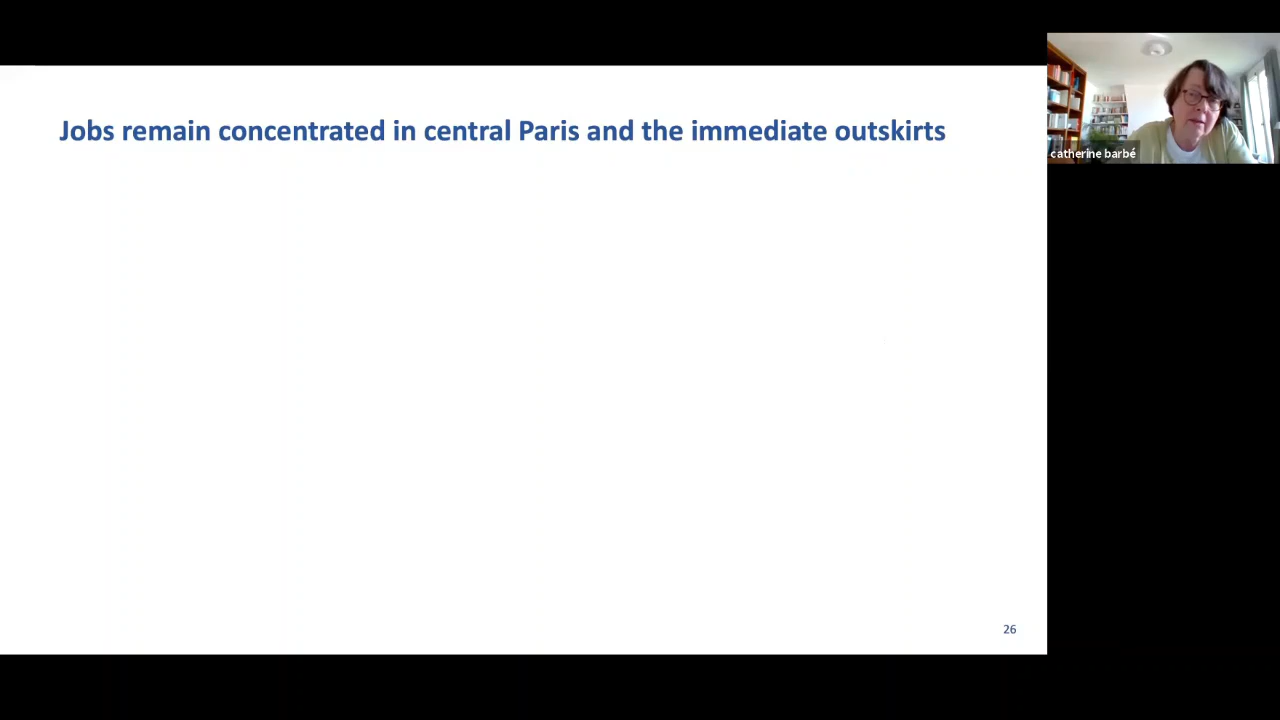 Jobs remain concentrated in central Paris and the immediate outskirts
catherine barbé
26